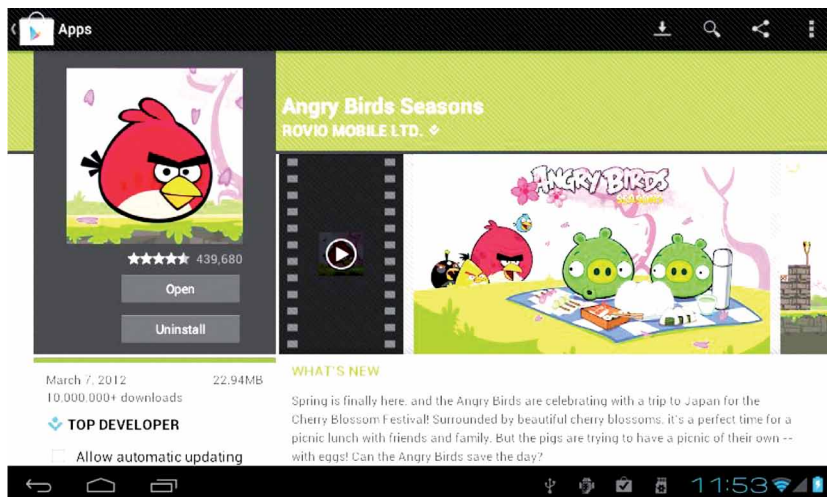 Apps
Angry Birds Seasons
ROVIO MOBILE LTD.
ANGRY BIRDS
SEASONS
439,680
Open
Uninstall
March 7, 2012 22.94MB
10,000,000+ downloads
TOP DEVELOPER
Allow automatic updating
WHAT'S NEW
Spring is finally here, and the Angry Birds are celebrating with a trip to Japan for the
Cherry Blossom Festival! Surrounded by beautiful cherry blossoms, it's a perfect time for a
picnic lunch with friends and family. But the pigs are trying to have a picnic of their own --
with eggs! Can the Angry Birds save the day?
11:53